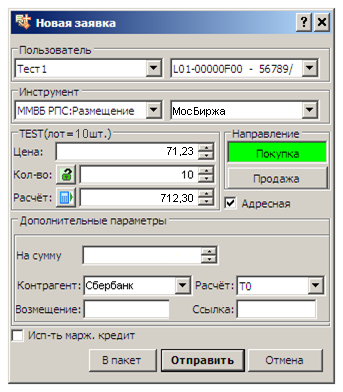 Новая заявка
Пользователь
Тест1 L01-00000F00 - 56789/
Инструмент
ММВБ РПС:Размещение МосБиржа
TEST(лот=10шт.) Направление
Цена: 71,23 Покупка
Кол-во: 10
Продажа
Расчёт: 712,30
Адресная
Дополнительные параметры
На сумму
Контрагент: Сбербанк Расчёт: T0
Возмещение: Ссылка:
Исп-ть марж. кредит
В пакет Отправить Отмена